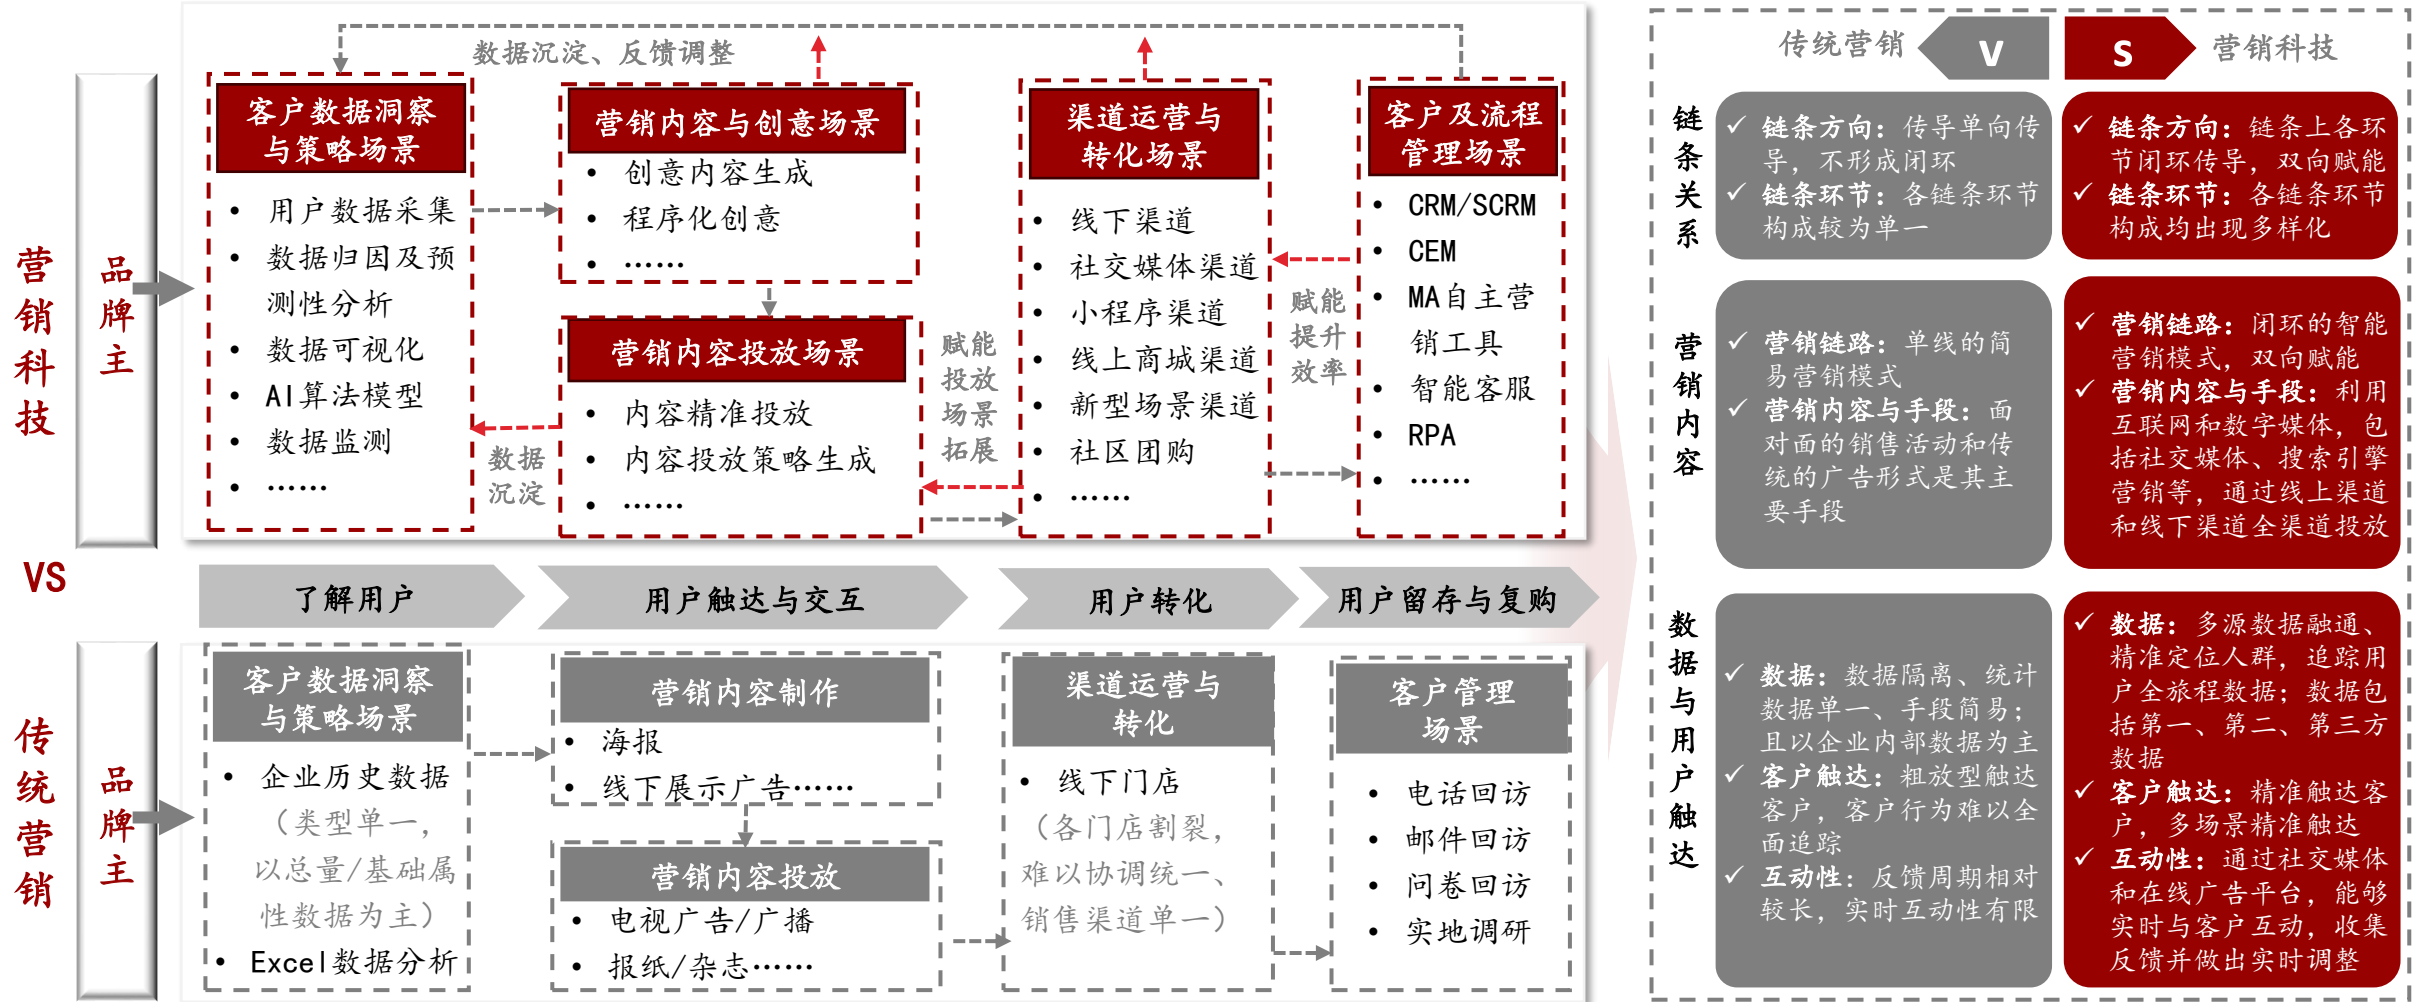 营销科技
品牌主
数据沉淀、反馈调整
客户数据洞察
与策略场景
• 用户数据采集
• 数据归因及预
测性分析
• 数据可视化
• AI算法模型
• 数据监测
• ……
营销内容与创意场景
• 创意内容生成
• 程序化创意
• ……
营销内容投放场景
• 内容精准投放
• 内容投放策略生成
• ……
数据
沉淀
赋能
投放
场景
拓展
渠道运营与
转化场景
• 线下渠道
• 社交媒体渠道
• 小程序渠道
• 线上商城渠道
• 新型场景渠道
• 社区团购
• ……
赋能
提升
效率
客户及流程
管理场景
• CRM/SCRM
• CEM
• MA自主营
销工具
• 智能客服
• RPA
• ……
VS
了解用户
用户触达与交互
用户转化
用户留存与复购
传统营销
品牌主
客户数据洞察
与策略场景
• 企业历史数据
（类型单一，
以总量/基础属
性数据为主）
• Excel数据分析
营销内容制作
• 海报
• 线下展示广告……
营销内容投放
• 电视广告/广播
• 报纸/杂志……
渠道运营与
转化
• 线下门店
（各门店割裂，
难以协调统一、
销售渠道单一）
客户管理
场景
• 电话回访
• 邮件回访
• 问卷回访
• 实地调研
传统营销
V
S
营销科技
链条关系
✓ 链条方向：传导单向传
导，不形成闭环
✓ 链条环节：各链条环节
构成较为单一
✓ 链条方向：链条上各环
节闭环传导，双向赋能
✓ 链条环节：各链条环节
构成均出现多样化
营销内容
✓ 营销链路：单线的简
易营销模式
✓ 营销内容与手段：面
对面的销售活动和传
统的广告形式是其主
要手段
✓ 营销链路：闭环的智能
营销模式，双向赋能
✓ 营销内容与手段：利用
互联网和数字媒体，包
括社交媒体、搜索引擎
营销等，通过线上渠道
和线下渠道全渠道投放
数据与用户触达
✓ 数据：数据隔离、统计
数据单一、手段简易；
且以企业内部数据为主
✓ 客户触达：粗放型触达
客户，客户行为难以全
面追踪
✓ 互动性：反馈周期相对
较长，实时互动性有限
✓ 数据：多源数据融通、
精准定位人群，追踪用
户全旅程数据；数据包
括第一、第二、第三方
数据
✓ 客户触达：精准触达客
户，多场景精准触达
✓ 互动性：通过社交媒体
和在线广告平台，能够
实时与客户互动，收集
反馈并做出实时调整